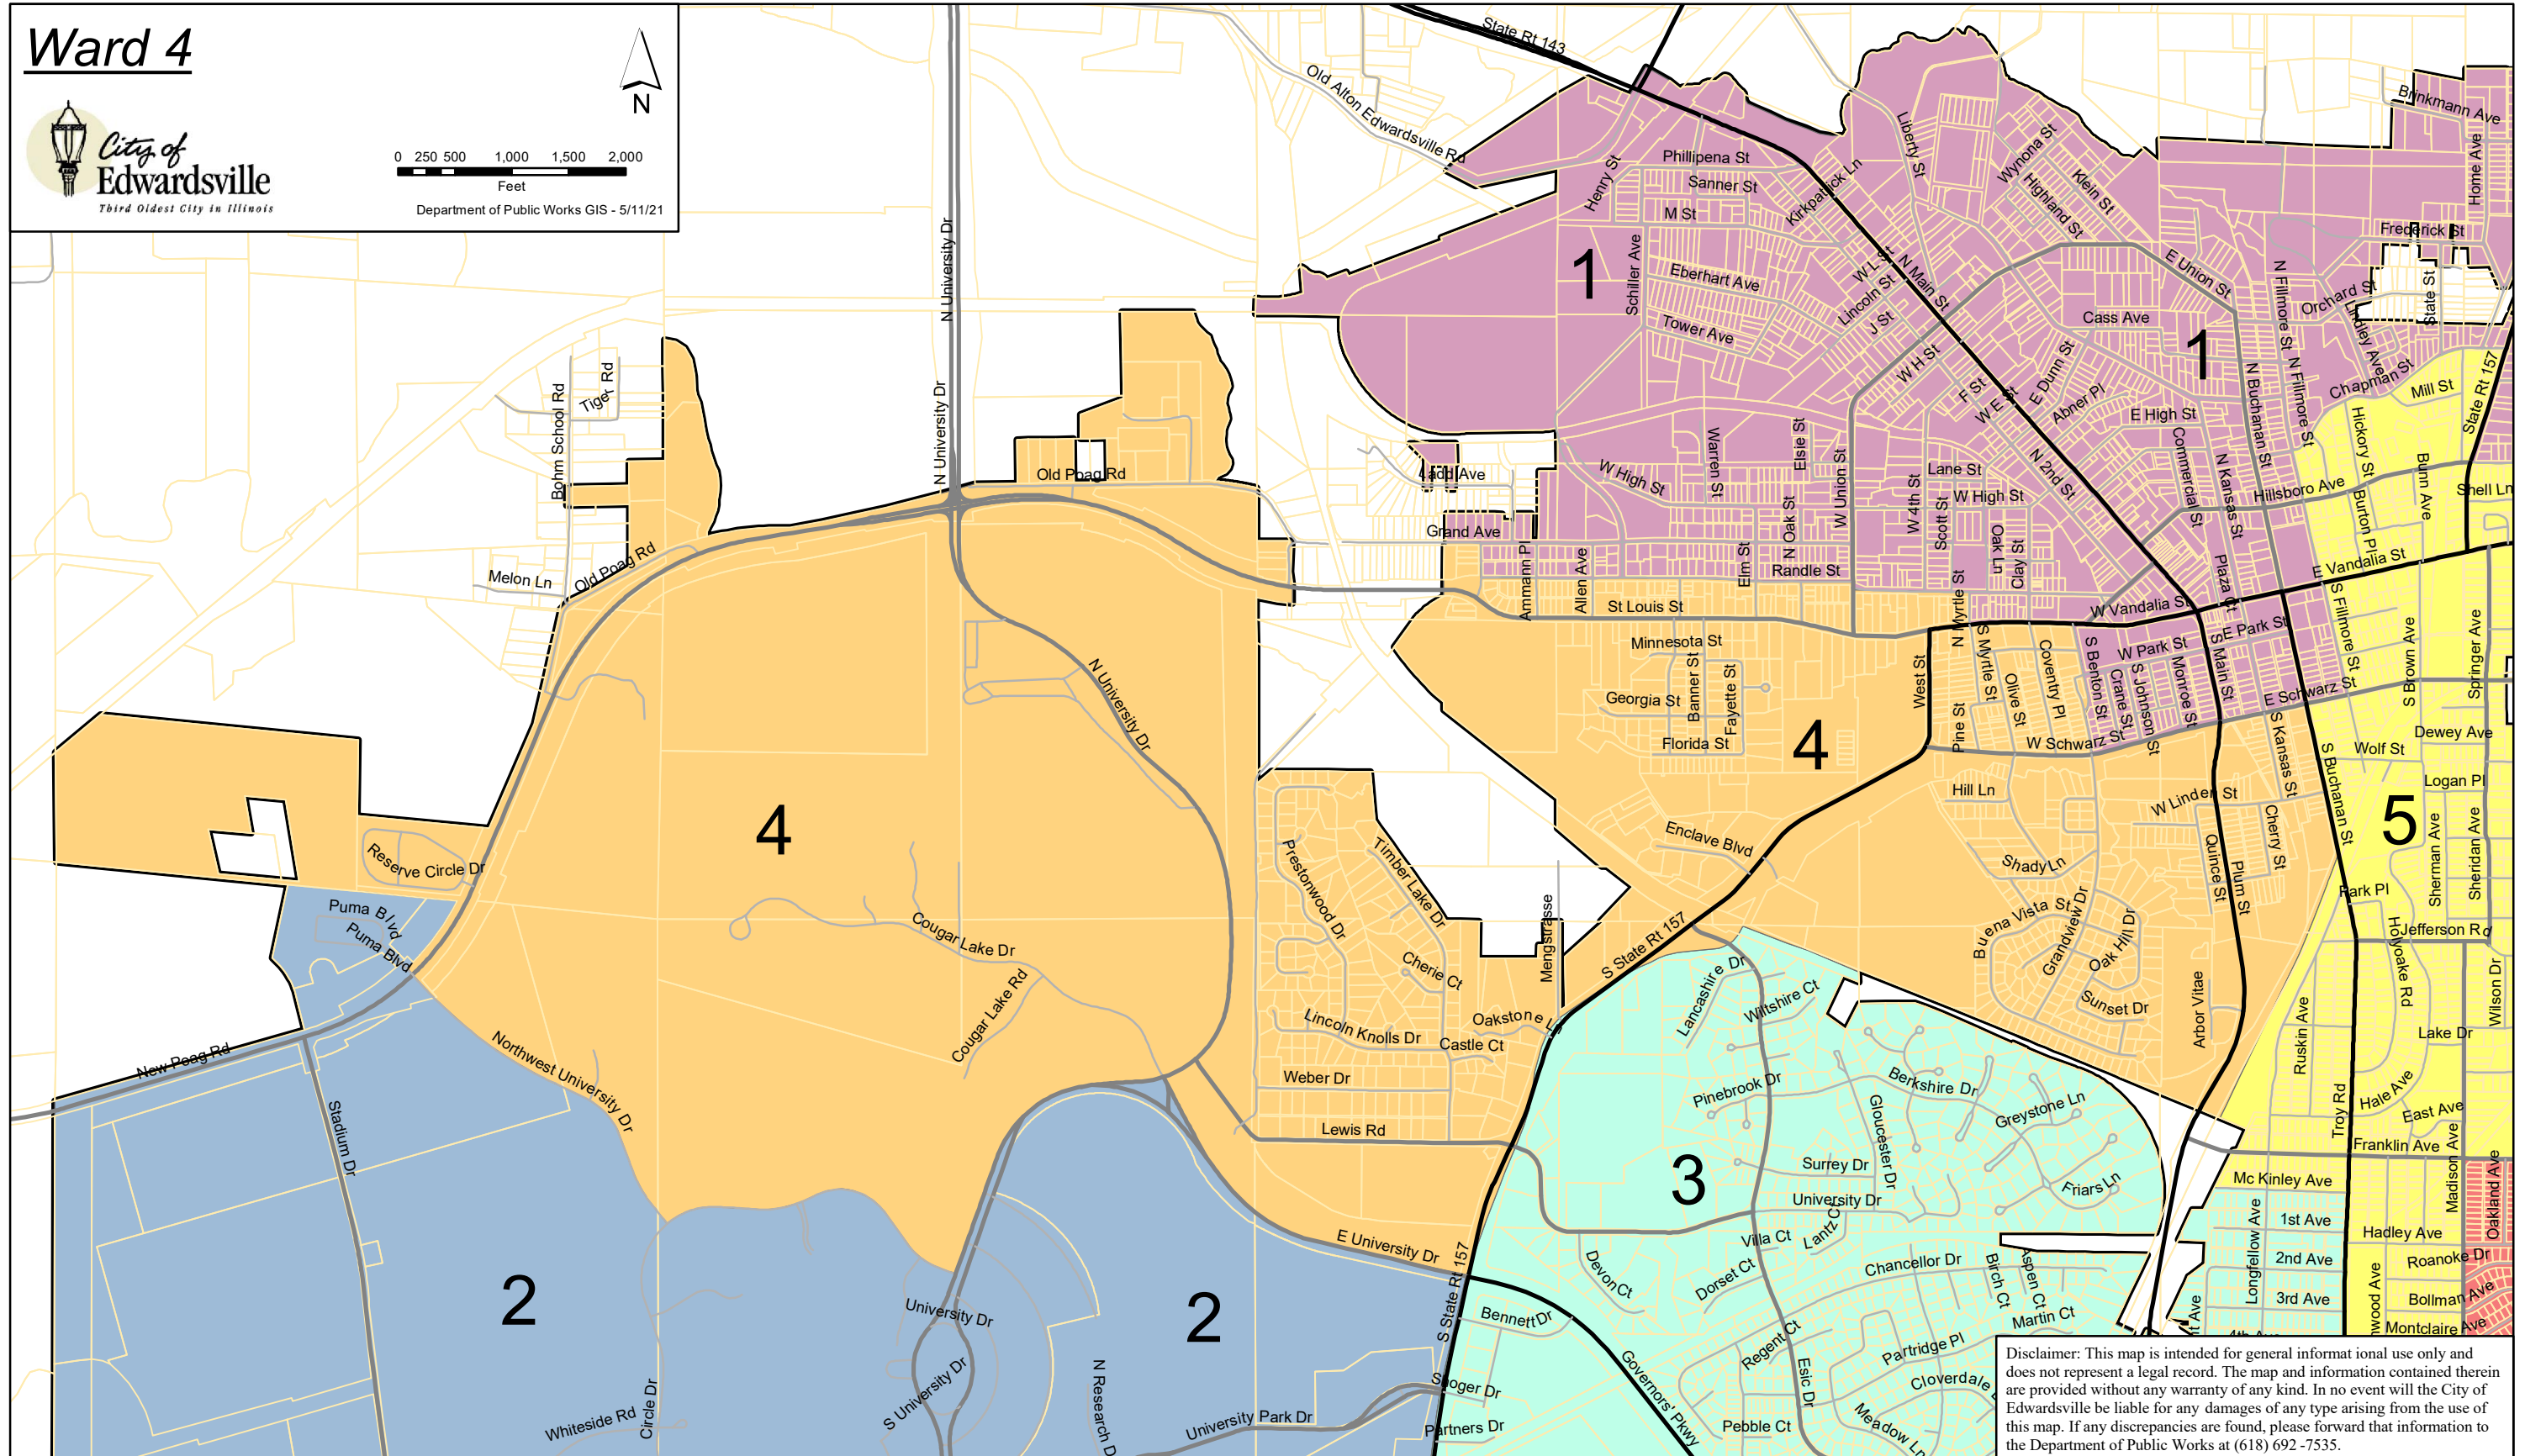 Ward 4
N
City of
Edwardsville
Third Oldest City in Illinois
0 250 500 1,000 1,500 2,000
Feet
Department of Public Works GIS - 5/11/21
State Rt 143
Old Alton Edwardsville Rd
Henry St
Phillipena St
Sanner St
M St
Kirkpatrick Ln
Liberty St
Wynona St
Highland St
Klein St
Brinkmann Ave
Home Ave
Frederick St
State St
N University Dr
1
Schiller Ave
Eberhart Ave
Tower Ave
W L St
Lincoln St
J St
N Main St
W H St
F St
W E St
E Dunn St
Abner Pl
Cass Ave
1
E Union St
N Fillmore St
Orchard St
Lindley Ave
Chapman St
Mill St
State Rt 157
N Buchanan St
N Fillmore St
Hickory St
E High St
Commercial St
N Kansas St
N 2nd St
Hillsboro Ave
Burton Pl
Bunn Ave
Shell Ln
Bohm School Rd
Tiger Rd
N University Dr
Old Poag Rd
Ladd Ave
Grand Ave
W High St
Warren St
Elsie St
W Union St
Lane St
W High St
W 4th St
Scott St
Oak Ln
Clay St
Elm St
N Oak St
Randle St
Ammann Pl
Allen Ave
St Louis St
Melon Ln
Old Poag Rd
N Myrtle St
W Vandalia St
Plaza Ct
E Vandalia St
Minnesota St
Georgia St
Banner St
Fayette St
Florida St
West St
Pine St
S Myrtle St
Olive St
Coventry Pl
S Benton St
W Park St
Crane St
S Johnson St
Monroe St
S Main St
E Park St
E Schwarz St
W Schwarz St
S Fillmore St
S Brown Ave
Springer Ave
Dewey Ave
Wolf St
Logan Pl
S Kansas St
S Buchanan St
N University Dr
4
4
5
Hill Ln
W Linden St
Cherry St
Quince St
Plum St
Sherman Ave
Sheridan Ave
Enclave Blvd
Shady Ln
Buena Vista St
Grandview Dr
Oak Hill Dr
Sunset Dr
Arbor Vitae
Park Pl
Holyoke Rd
Jefferson Rd
Wilson Dr
Lake Dr
Ruskin Ave
Hale Ave
East Ave
Troy Rd
Franklin Ave
Madison Ave
Oakland Ave
Reserve Circle Dr
Puma Blvd
Puma Blvd
Cougar Lake Dr
Cougar Lake Rd
Prestonwood Dr
Timber Lake Dr
Cherie Ct
Mengstrasse
Lincoln Knolls Dr
Castle Ct
Weber Dr
Lewis Rd
S State Rt 157
Lancashire Dr
Wiltshire Ct
Pinebrook Dr
Berkshire Dr
Greystone Ln
Gloucester Dr
3
Surrey Dr
University Dr
Friars Ln
Villa Ct
Lantz Ct
Devon Ct
Dorset Ct
Chancellor Dr
Birch Ct
Aspen Ct
Martin Ct
Mc Kinley Ave
1st Ave
2nd Ave
3rd Ave
Longfellow Ave
Hadley Ave
Roanoke Dr
Bollman Ave
Montclaire Ave
New Poag Rd
Northwest University Dr
Stadium Dr
2
2
E University Dr
S State Rt 157
University Dr
S University Dr
Whiteside Rd
Circle Dr
University Park Dr
Bennett Dr
Governors' Pkwy
Partners Dr
Regent Ct
Esic Dr
Partridge Pl
Pebble Ct
Cloverdale
Disclaimer: This map is intended for general informat ional use only and
does not represent a legal record. The map and information contained therein
are provided without any warranty of any kind. In no event will the City of
Edwardsville be liable for any damages of any type arising from the use of
this map. If any discrepancies are found, please forward that information to
the Department of Public Works at (618) 692 -7535.